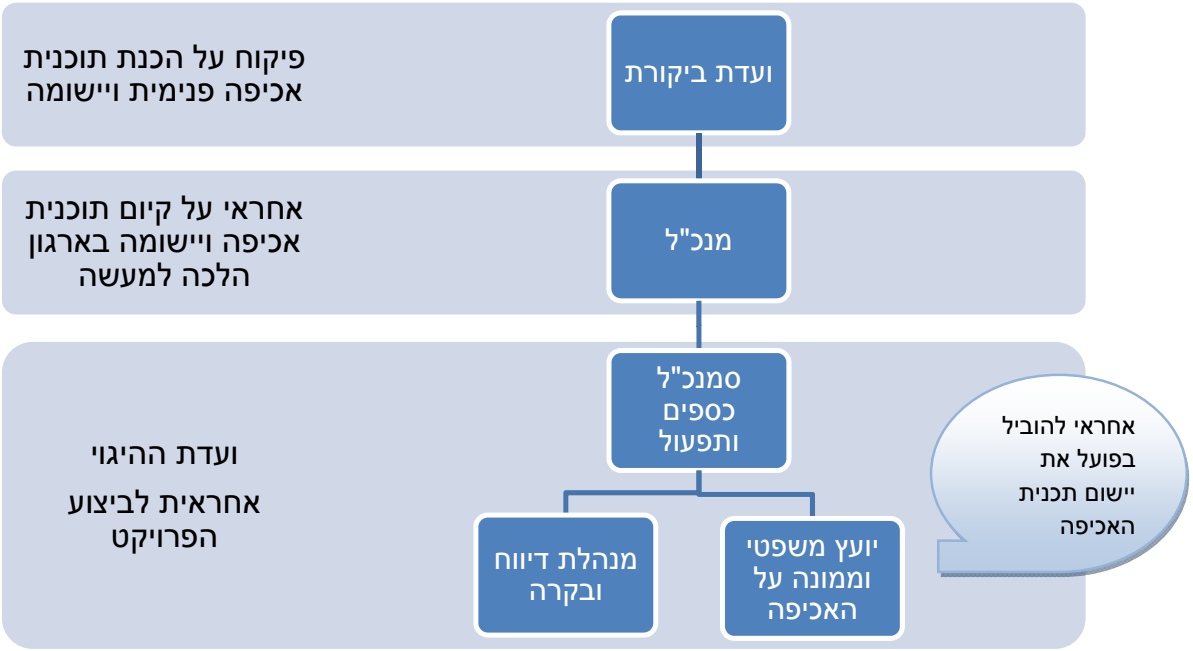 פיקוח על הכנת תוכנית
אכיפה פנימית ויישומה
ועדת ביקורת
אחראי על קיום תוכנית
אכיפה ויישומה בארגון
הלכה למעשה
מנכ"ל
ועדת ההיגוי
אחראית לביצוע
הפרויקט
סמנכ"ל
כספים
ותפעול
יועץ משפטי
וממונה על
האכיפה
מנהלת דיווח
ובקרה
אחראי להוביל
בפועל את
יישום תכנית
האכיפה